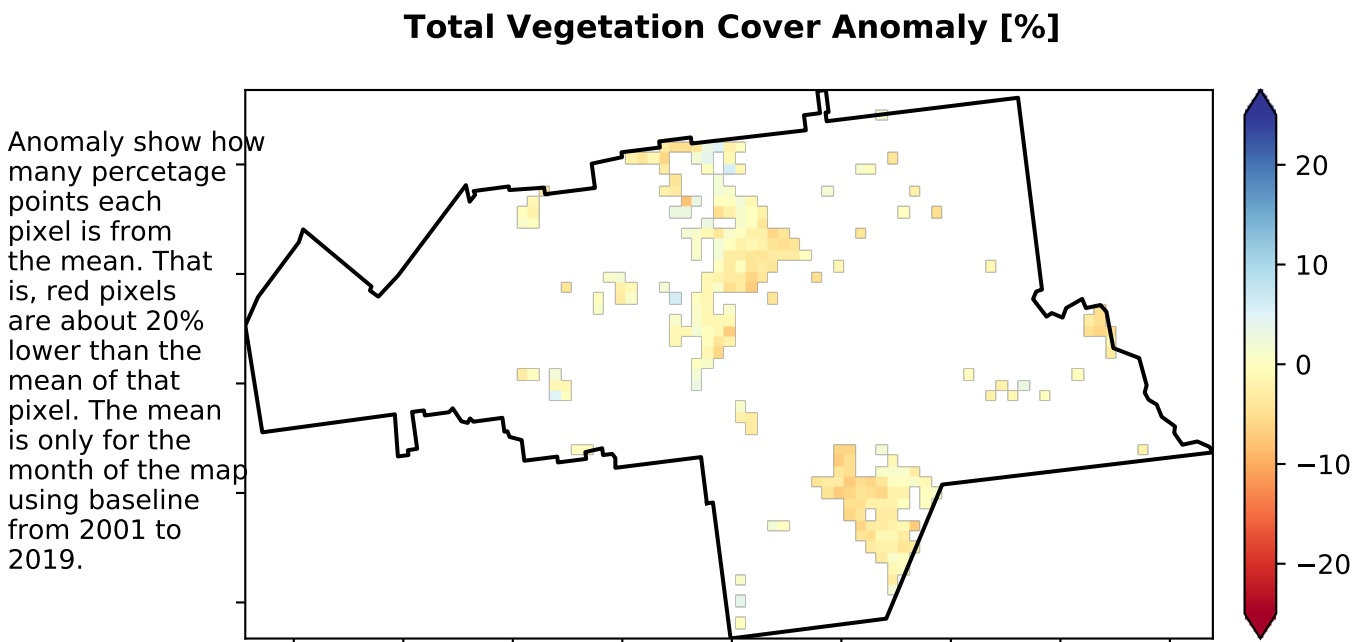 Total Vegetation Cover Anomaly [%]
Anomaly show how
many percetage
points each
pixel is from
the mean. That
is, red pixels
are about 20%
lower than the
mean of that
pixel. The mean
is only for the
month of the map
using baseline
from 2001 to
2019.
20
10
0
−10
−20